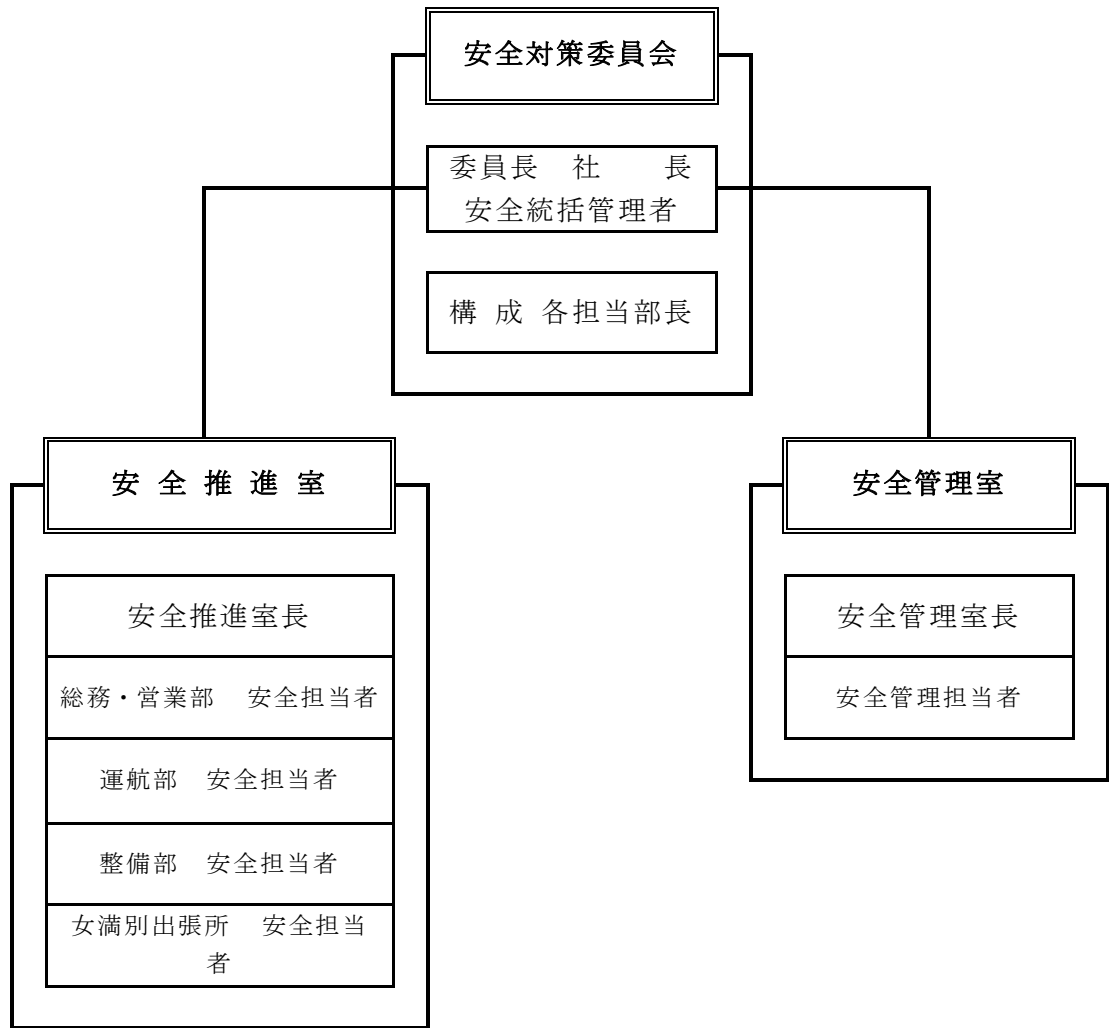 安全対策委員会
委員長 社 長
安全統括管理者
構 成 各担当部長
安 全 推 進 室
安全推進室長
総務・営業部 安全担当者
運航部 安全担当者
整備部 安全担当者
女満別出張所 安全担当
者
安全管理室
安全管理室長
安全管理担当者